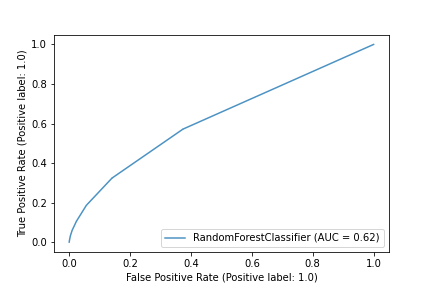 1.0
0.8
0.6
0.4
0.2
0.0
True Positive Rate (Positive label: 1.0)
RandomForestClassifier (AUC = 0.62)
0.0 0.2 0.4 0.6 0.8 1.0
False Positive Rate (Positive label: 1.0)